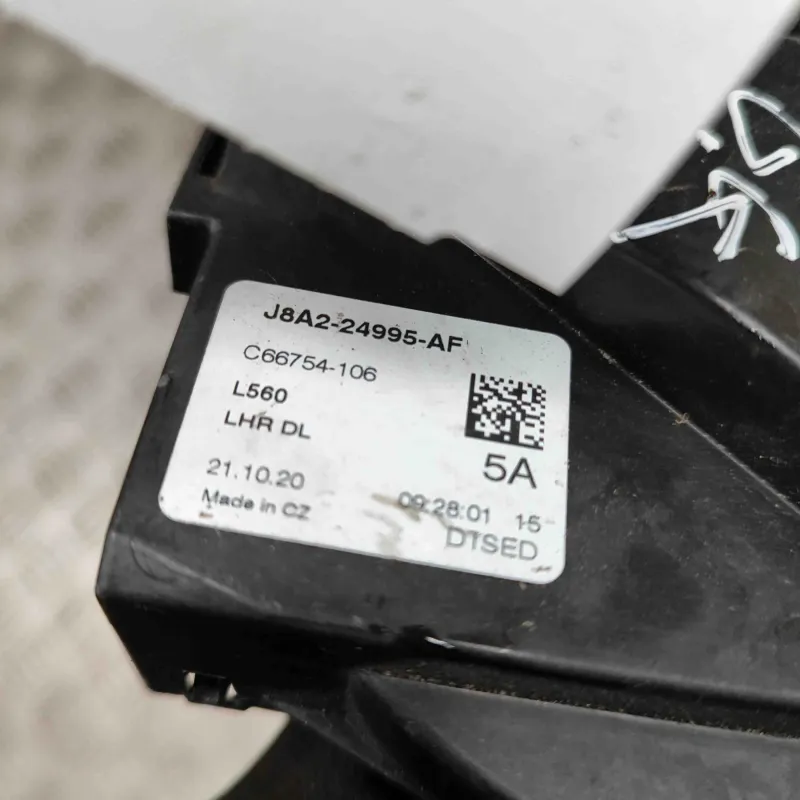 J8A2-24995-AF
C66754-106
L560
LHR DL
5A
21.10.20
09:28:01 15
Made in CZ
DTSED